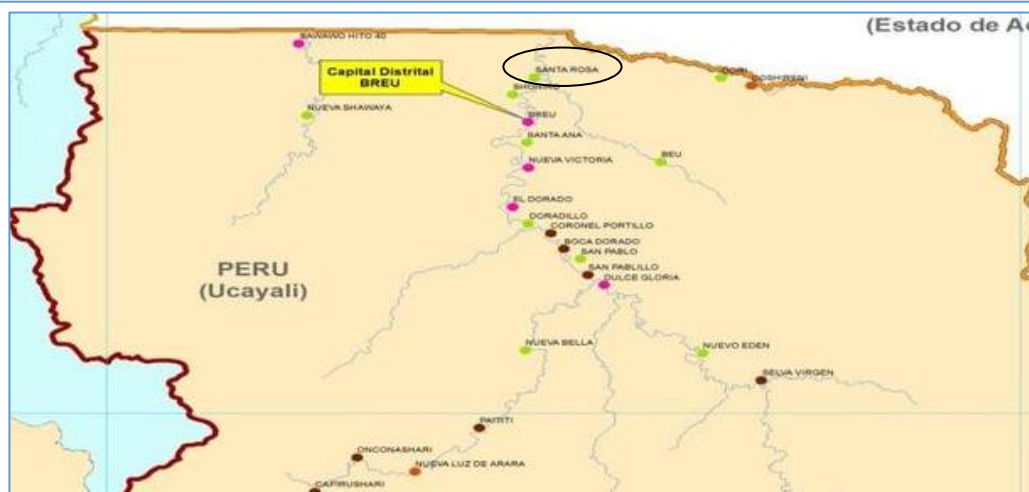 (Estado de Ac
SAWAWO HITO 40
SANTA ROSA
Capital Distrital
BREU
DORI
COSHIRENI
NUEVA SHAWAYA
BREU
SANTA ANA
NUEVA VICTORIA
BEU
EL DORADO
DORADILLO
CORONEL PORTILLO
BOCA DORADO
SAN PABLO
PERU
(Ucayali)
SAN PABLILLO
DULCE GLORIA
NUEVA BELLA
NUEVO EDEN
SELVA VIRGEN
PAITITI
ONCONASHARI
NUEVA LUZ DE ARARA
CAPIRUSHARI